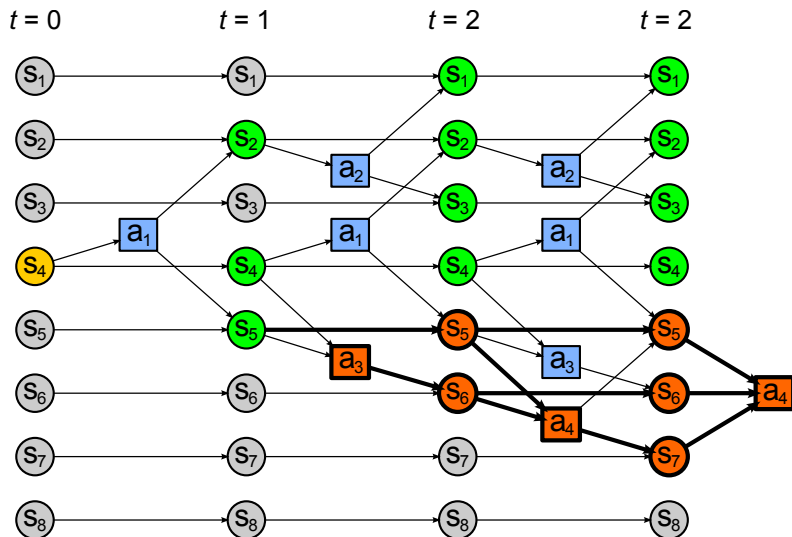 t = 0 t = 1 t = 2 t = 2
s1 s1 s1 s1
s2 s2 s2 s2
a2 a2
s3 s3 s3 s3
a1 a1 a1
s4 s4 s4 s4
s5 s5 s5 s5
a3 a3
s6 s6 s6 s6 a4
a4
s7 s7 s7 s7
s8 s8 s8 s8